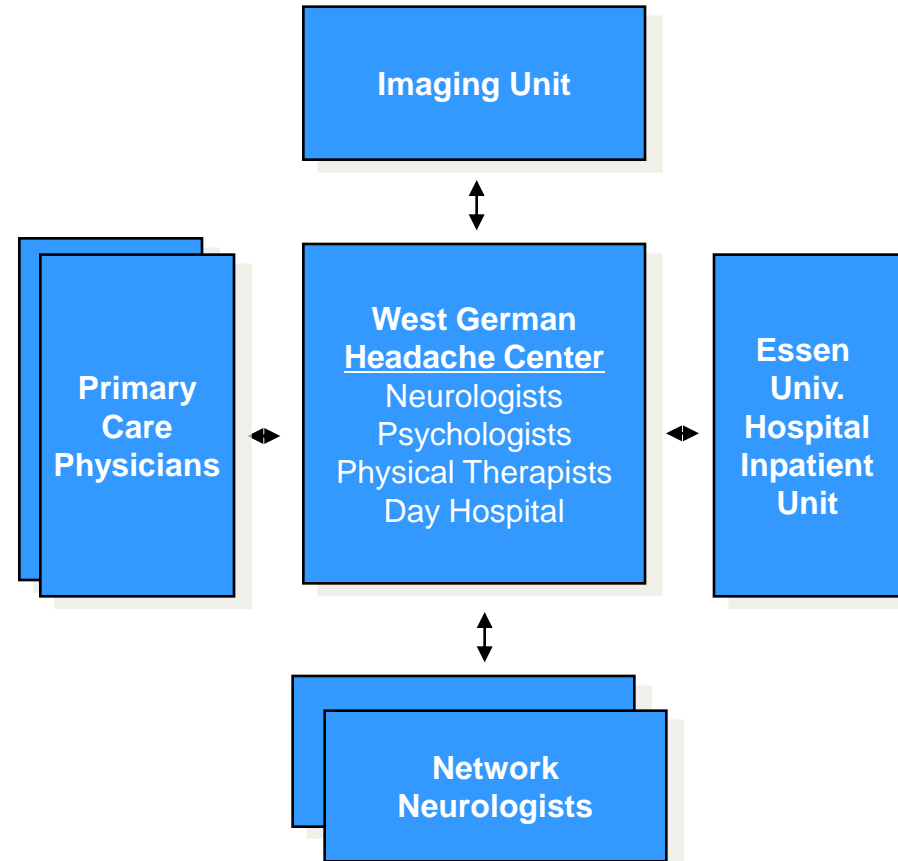 Imaging Unit
West German
Headache Center
Neurologists
Psychologists
Physical Therapists
Day Hospital
Primary
Care
Physicians
Essen
Univ.
Hospital
Inpatient
Unit
Network
Neurologists